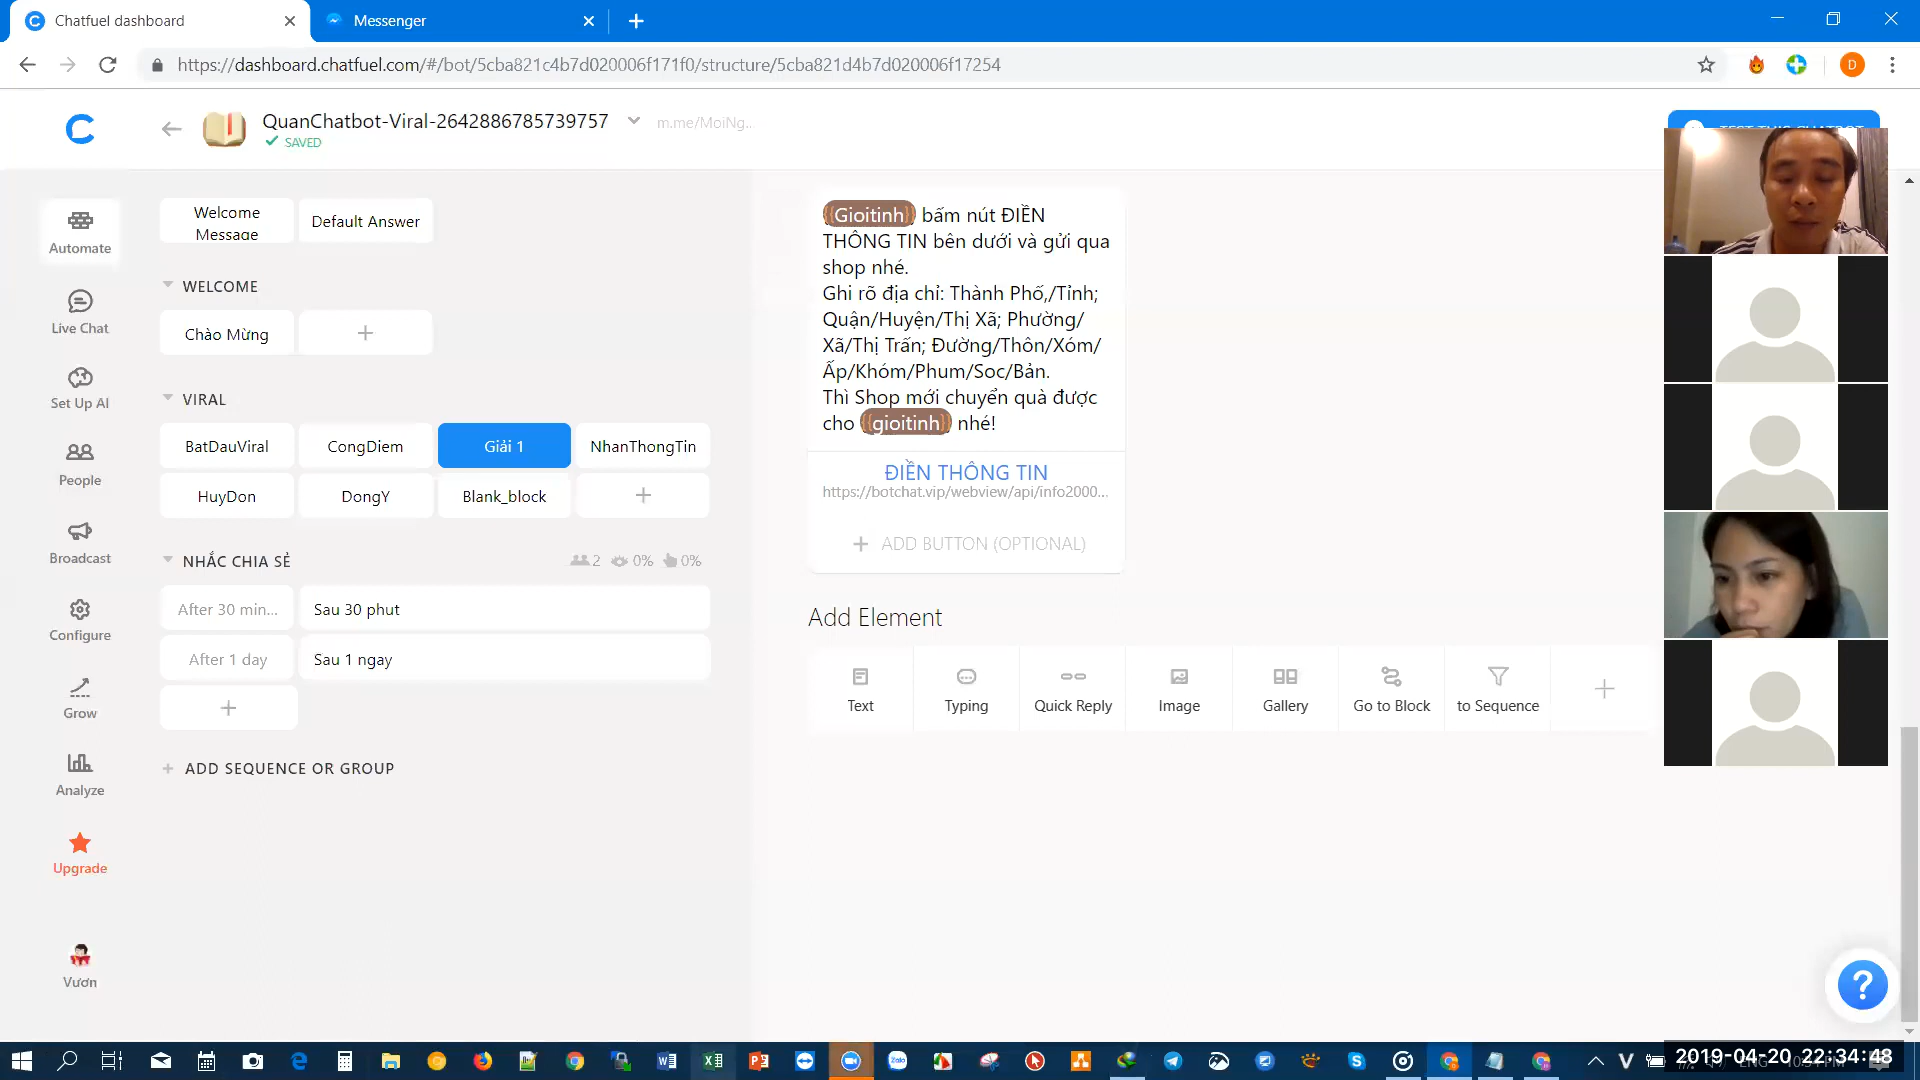 Chatfuel dashboard
Messenger
https://dashboard.chatfuel.com/#/bot/5cba821c4b7d020006f171f0/structure/5cba821d4b7d020006f17254
D
QuanChatbot-Viral-2642886785739757
m.me/MoiNg...
SAVED
Automate
Live Chat
Set Up AI
People
Broadcast
Configure
Grow
Analyze
Upgrade
Vươn
Welcome
Message
Default Answer
WELCOME
Chào Mừng
VIRAL
BatDauViral
CongDiem
Giải 1
NhanThongTin
HuyDon
DongY
Blank_block
NHẮC CHIA SẺ
2
0%
0%
After 30 min...
Sau 30 phut
After 1 day
Sau 1 ngay
ADD SEQUENCE OR GROUP
{{Gioitinh}} bấm nút ĐIỀN
THÔNG TIN bên dưới và gửi qua
shop nhé.
Ghi rõ địa chỉ: Thành Phố,/Tỉnh;
Quận/Huyện/Thị Xã; Phường/
Xã/Thị Trấn; Đường/Thôn/Xóm/
Ấp/Khóm/Phum/Soc/Bản.
Thì Shop mới chuyển quà được
cho {{gioitinh}} nhé!
ĐIỀN THÔNG TIN
https://botchat.vip/webview/api/info2000...
ADD BUTTON (OPTIONAL)
Add Element
Text
Typing
Quick Reply
Image
Gallery
Go to Block
to Sequence
?
2019-04-20 22:34:48